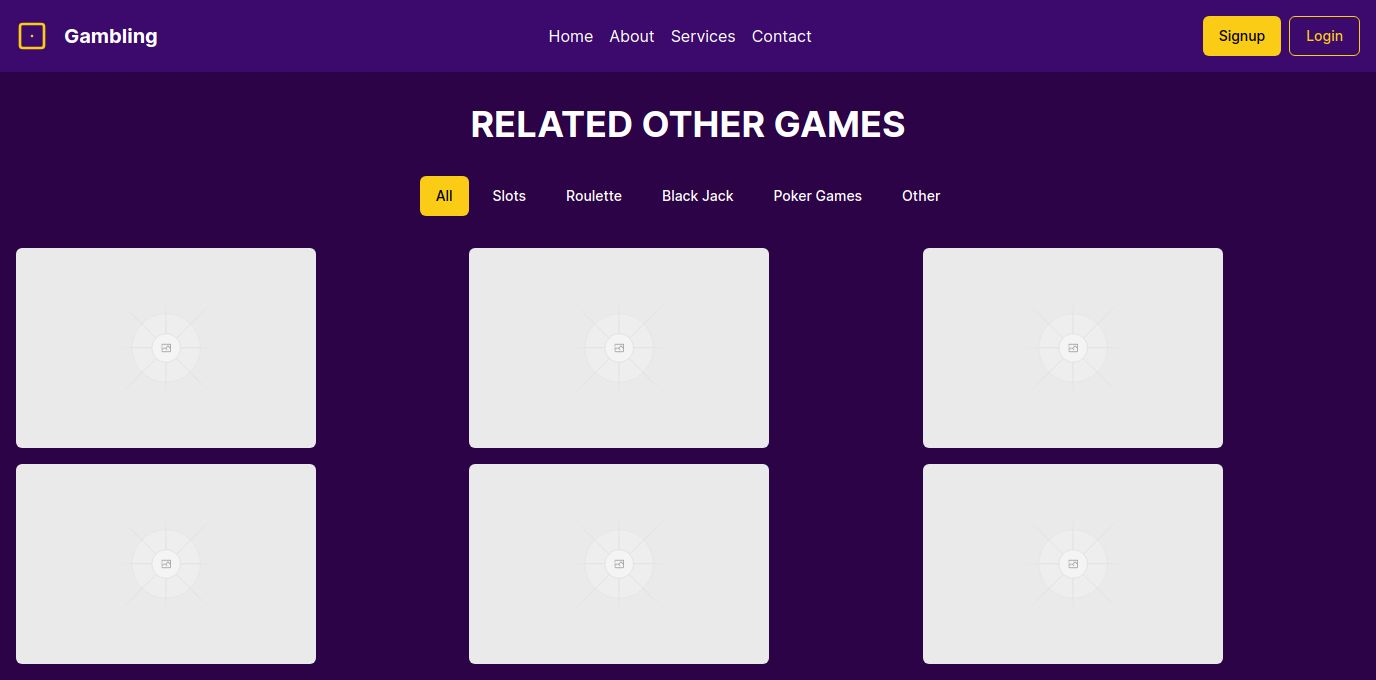 Gambling Home About Services Contact Signup Login
RELATED OTHER GAMES
All Slots Roulette Black Jack Poker Games Other